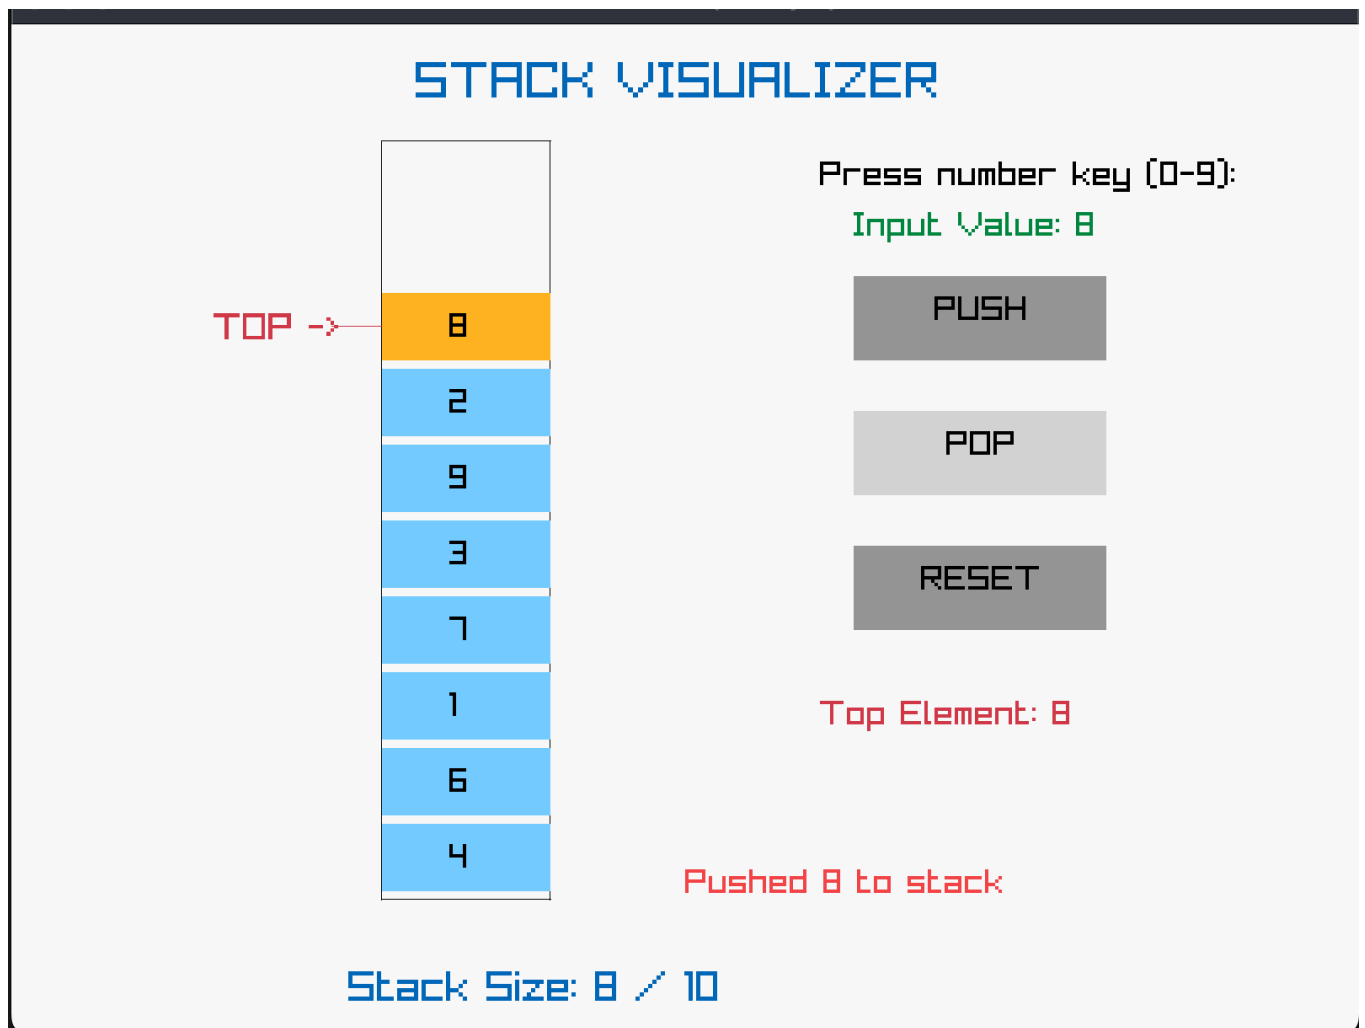 STACK VISUALIZER
Press number key (0-9):
Input Value: 8
PUSH
TOP ->
8
2
POP
9
3
RESET
7
1
Top Element: 8
6
4
Pushed 8 to stack
Stack Size: 8 / 10